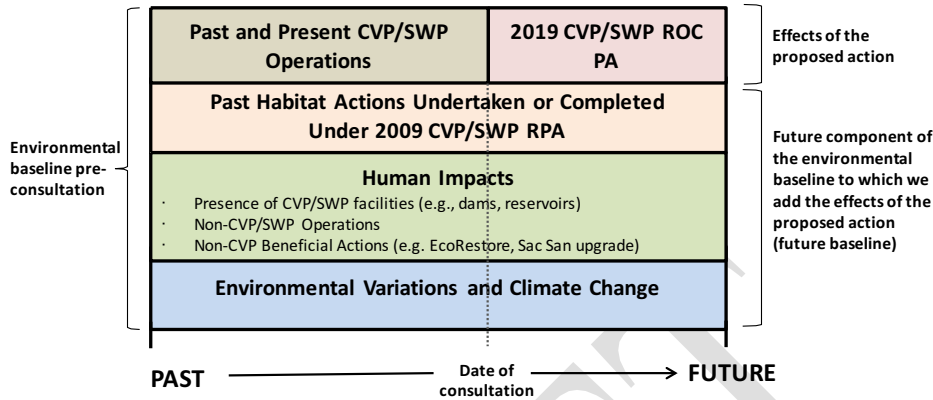 Past and Present CVP/SWP
Operations
2019 CVP/SWP ROC
PA
Effects of the
proposed action
Past Habitat Actions Undertaken or Completed
Under 2009 CVP/SWP RPA
Environmental
baseline pre-
consultation
Human Impacts
· Presence of CVP/SWP facilities (e.g., dams, reservoirs)
· Non-CVP/SWP Operations
· Non-CVP Beneficial Actions (e.g. EcoRestore, Sac San upgrade)
Future component of
the environmental
baseline to which we
add the effects of the
proposed action
(future baseline)
Environmental Variations and Climate Change
PAST
Date of
consultation
FUTURE